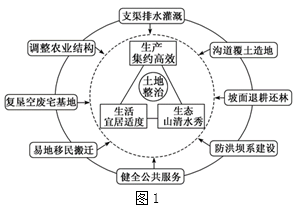 支渠排水灌溉
调整农业结构
生产
集约高效
沟道覆土造地
土地
整治
复垦空废宅基地
坡面退耕还林
生活
宜居适度
生态
山清水秀
易地移民搬迁
防洪坝系建设
健全公共服务
图1